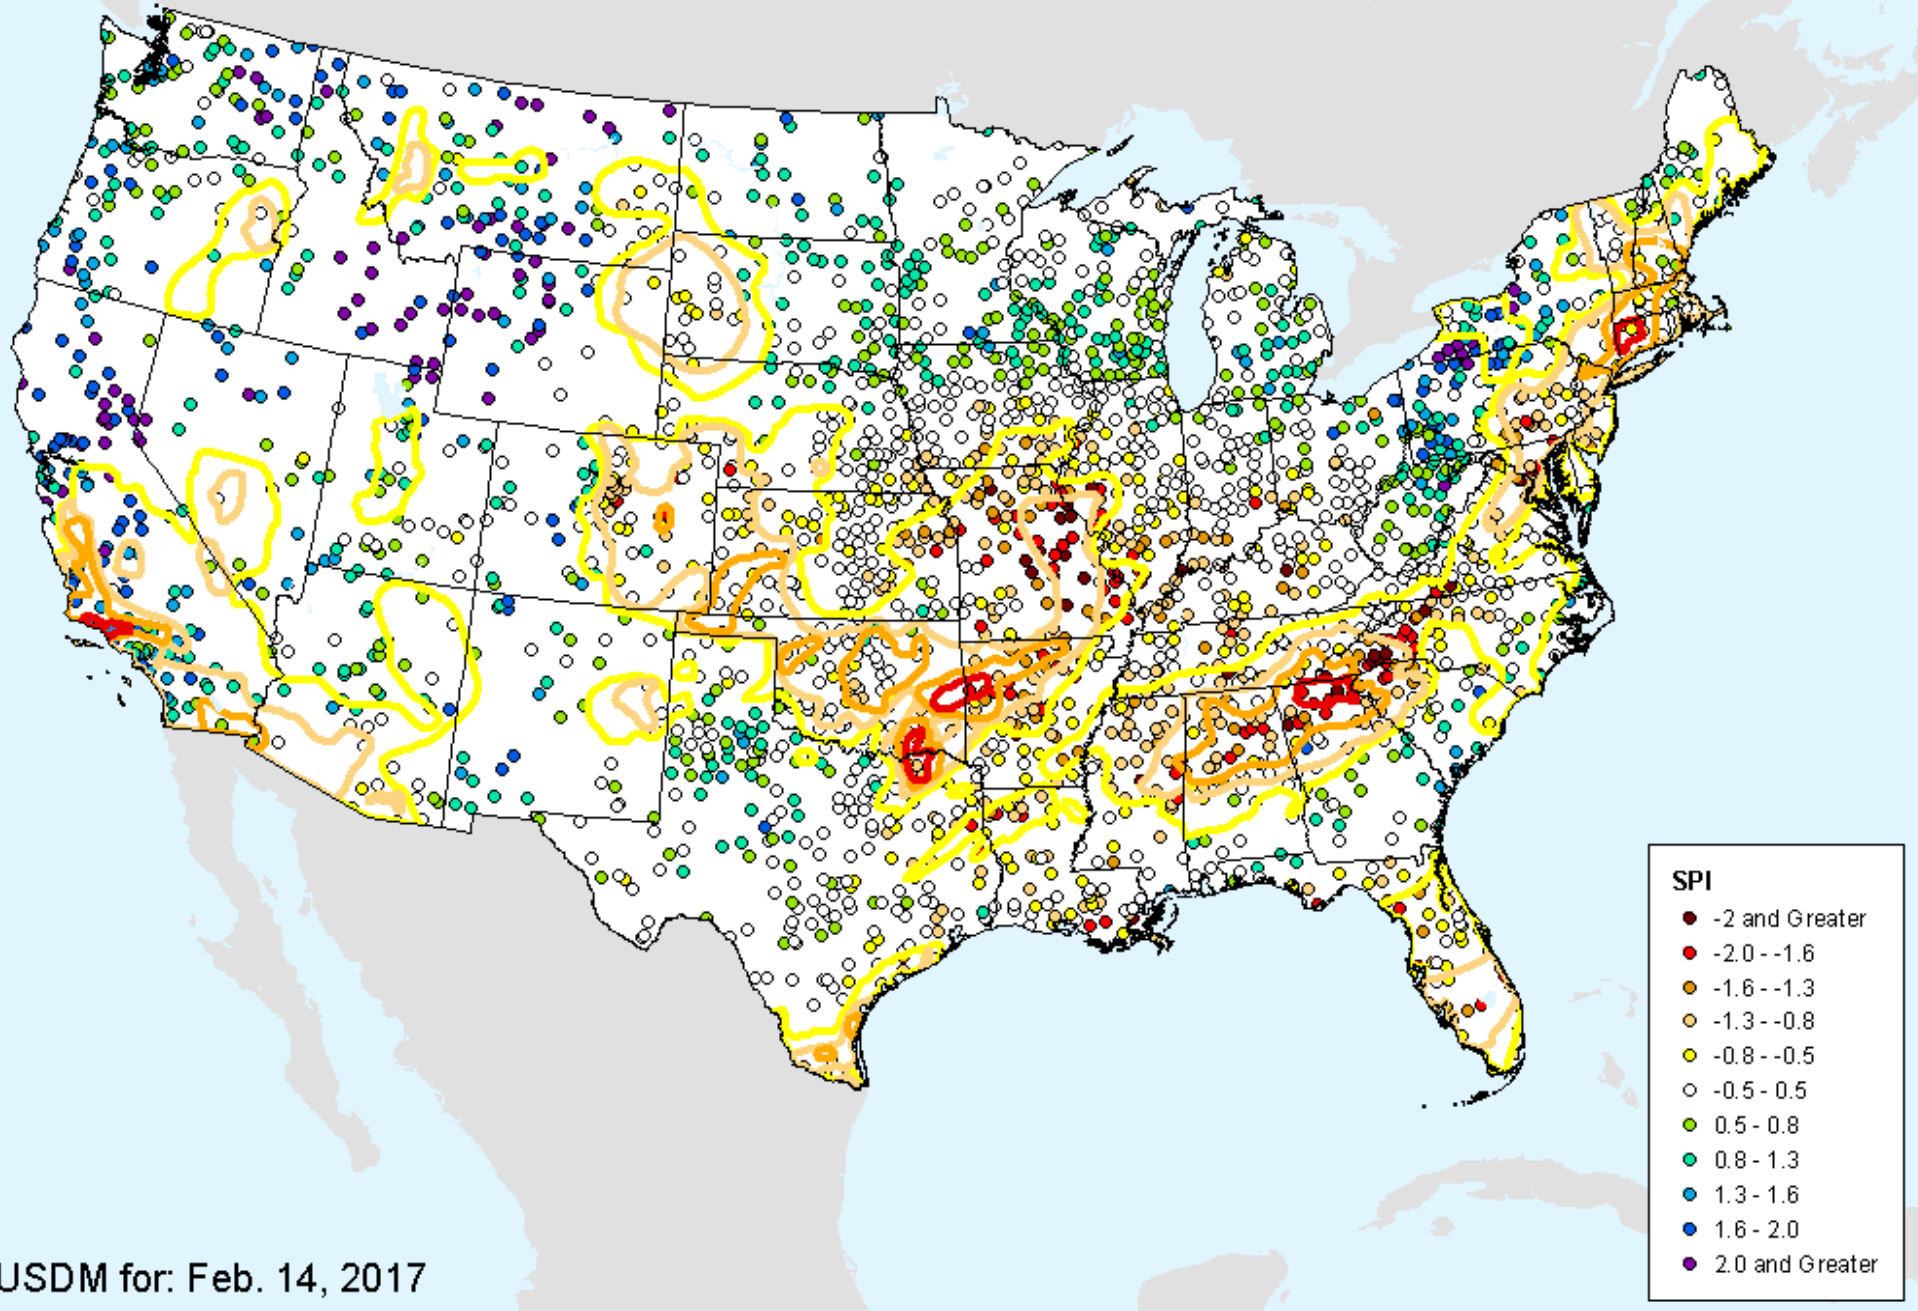 SPI
-2 and Greater
-2.0 - -1.6
-1.6 - -1.3
-1.3 - -0.8
-0.8 - -0.5
-0.5 - 0.5
0.5 - 0.8
0.8 - 1.3
1.3 - 1.6
1.6 - 2.0
2.0 and Greater
USDM for: Feb. 14, 2017